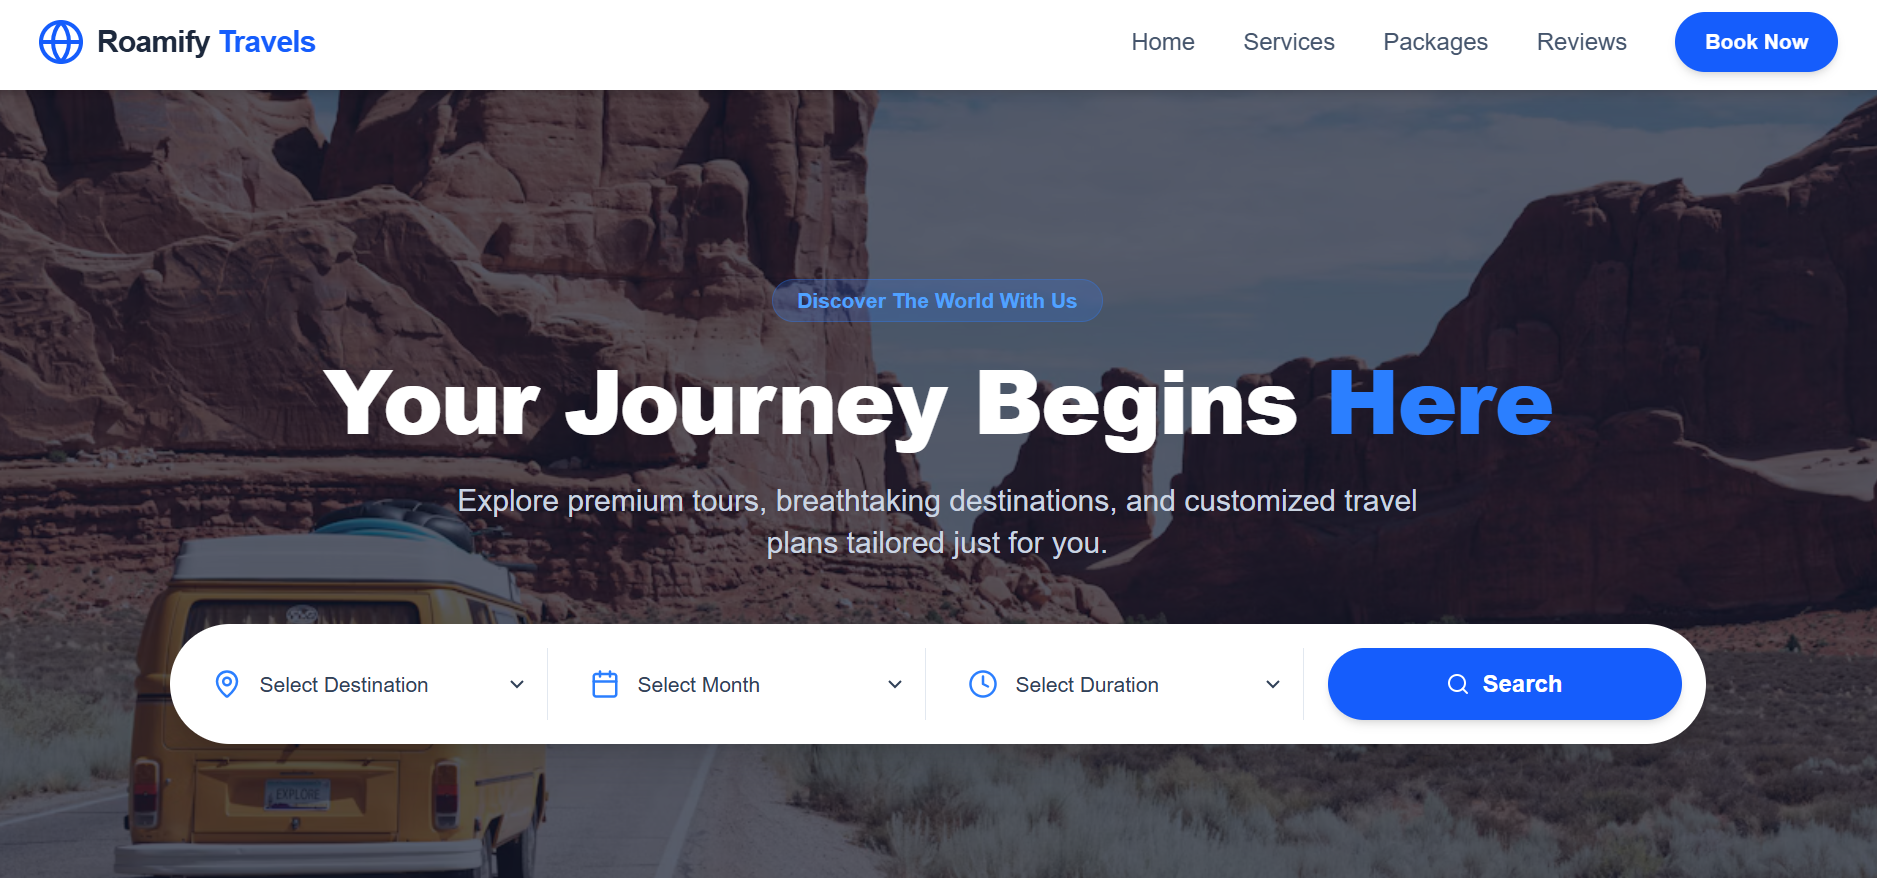 Roamify Travels
Home
Services
Packages
Reviews
Book Now
Discover The World With Us
Your Journey Begins Here
Explore premium tours, breathtaking destinations, and customized travel
plans tailored just for you.
Select Destination
Select Month
Select Duration
Search
EXPLORE